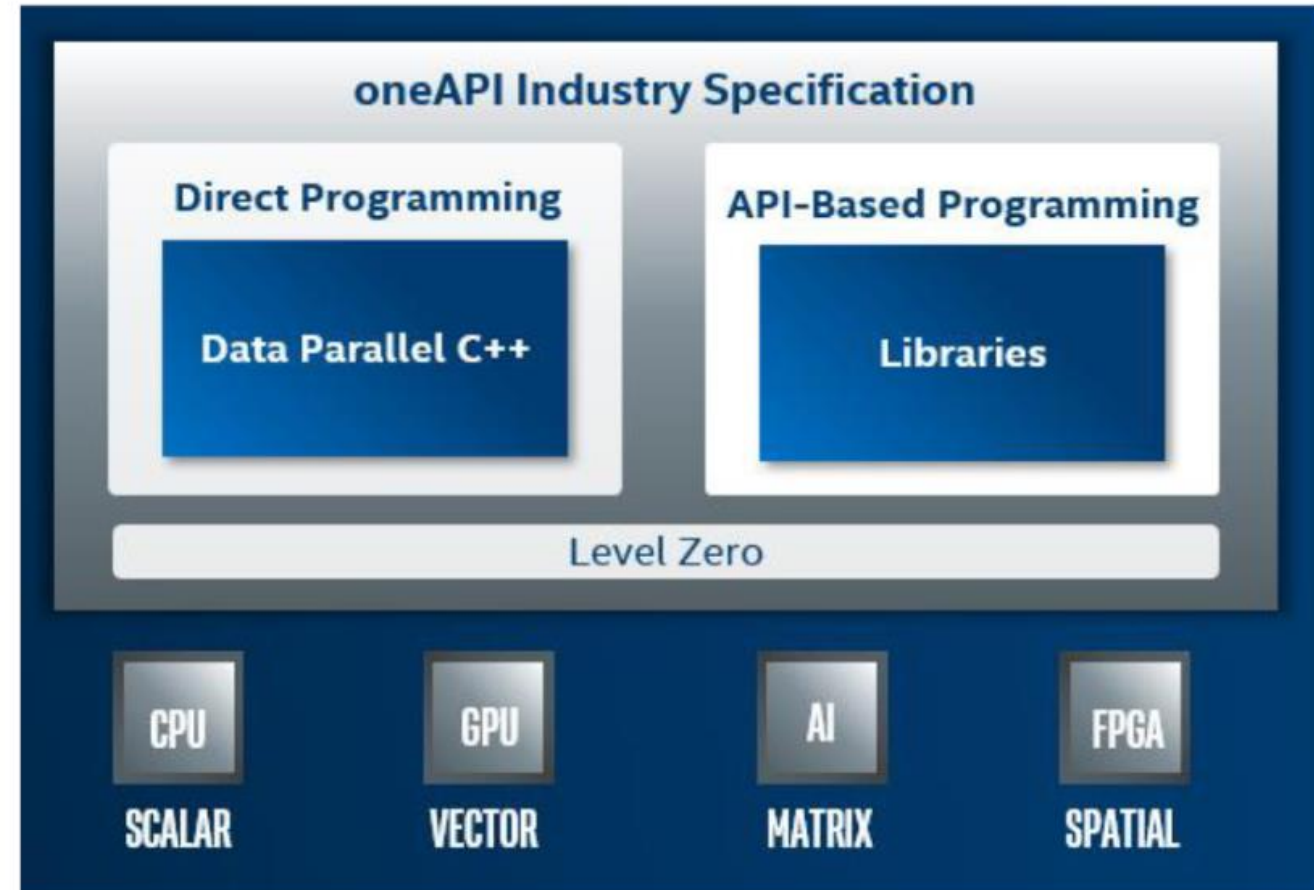 oneAPI Industry Specification
Direct Programming
Data Parallel C++
API-Based Programming
Libraries
Level Zero
CPU
GPU
AI
FPGA
SCALAR
VECTOR
MATRIX
SPATIAL